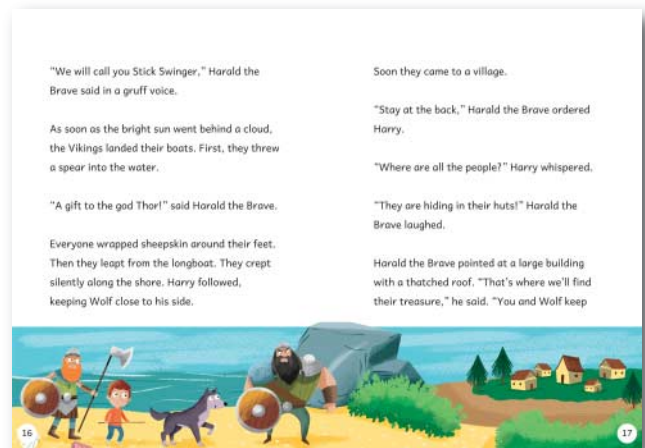 “We will call you Stick Swinger,” Harald the
Brave said in a gruff voice.
As soon as the bright sun went behind a cloud,
the Vikings landed their boats. First, they threw
a spear into the water.
“A gift to the god Thor!” said Harald the Brave.
Everyone wrapped sheepskin around their feet.
Then they leapt from the longboat. They crept
silently along the shore. Harry followed,
keeping Wolf close to his side.
16
Soon they came to a village.
“Stay at the back,” Harald the Brave ordered
Harry.
“Where are all the people?” Harry whispered.
“They are hiding in their huts!” Harald the
Brave laughed.
Harald the Brave pointed at a large building
with a thatched roof. “That’s where we’ll find
their treasure,” he said. “You and Wolf keep
17